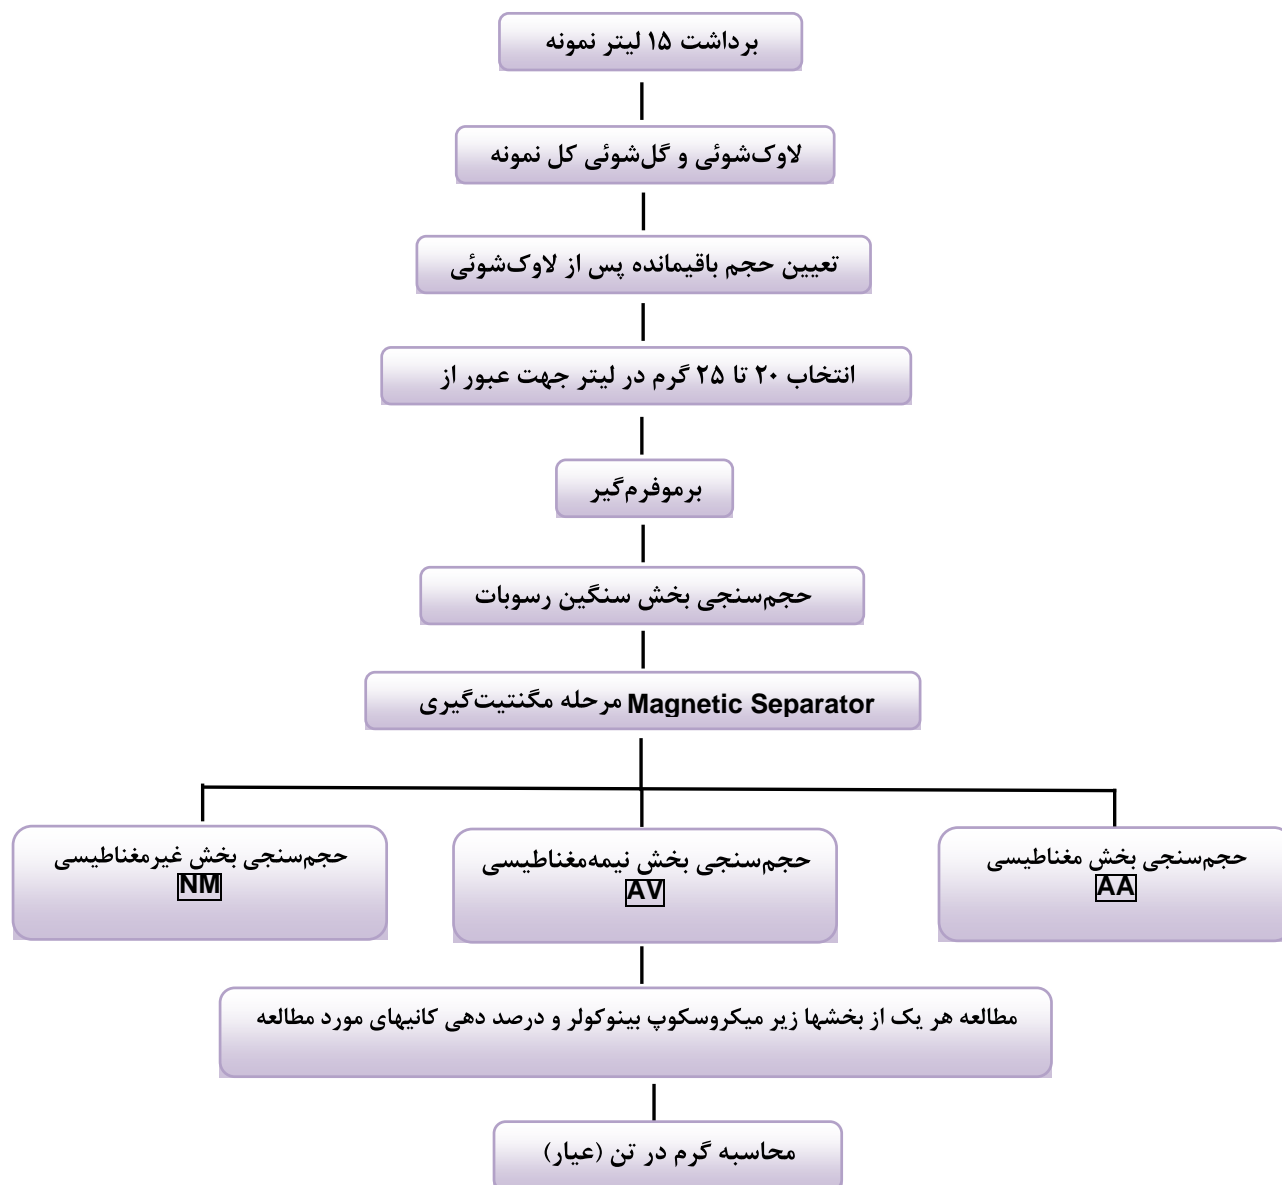 برداشت ۱۵ لیتر نمونه
لاوک‌شوئی و گل‌شوئی کل نمونه
تعیین حجم باقیمانده پس از لاوک‌شوئی
انتخاب ۲۰ تا ۲۵ گرم در لیتر جهت عبور از
برموفرم‌گیر
حجم‌سنجی بخش سنگین رسوبات
مرحله مگنتیت‌گیری Magnetic Separator
حجم‌سنجی بخش مغناطیسی
AA
حجم‌سنجی بخش نیمه‌مغناطیسی
AV
حجم‌سنجی بخش غیرمغناطیسی
NM
مطالعه هر یک از بخشها زیر میکروسکوپ بینوکولر و درصد دهی کانیهای مورد مطالعه
محاسبه گرم در تن (عیار)